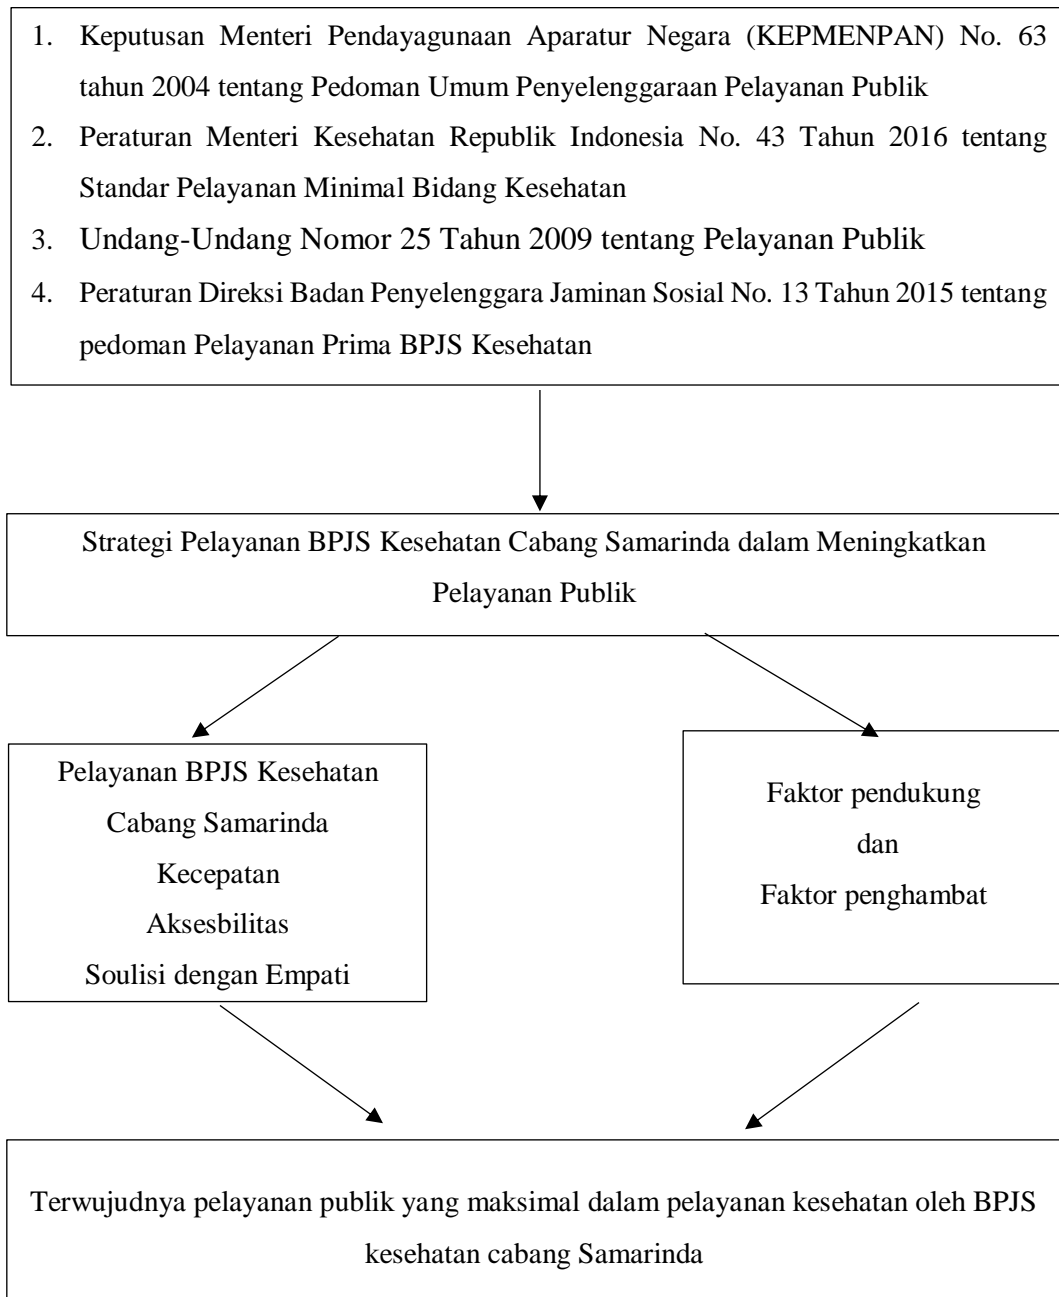 1. Keputusan Menteri Pendayagunaan Aparatur Negara (KEPMENPAN) No. 63
tahun 2004 tentang Pedoman Umum Penyelenggaraan Pelayanan Publik
2. Peraturan Menteri Kesehatan Republik Indonesia No. 43 Tahun 2016 tentang
Standar Pelayanan Minimal Bidang Kesehatan
3. Undang-Undang Nomor 25 Tahun 2009 tentang Pelayanan Publik
4. Peraturan Direksi Badan Penyelenggara Jaminan Sosial No. 13 Tahun 2015 tentang
pedoman Pelayanan Prima BPJS Kesehatan
Strategi Pelayanan BPJS Kesehatan Cabang Samarinda dalam Meningkatkan
Pelayanan Publik
Pelayanan BPJS Kesehatan
Cabang Samarinda
Kecepatan
Aksesbilitas
Soulisi dengan Empati
Faktor pendukung
dan
Faktor penghambat
Terwujudnya pelayanan publik yang maksimal dalam pelayanan kesehatan oleh BPJS
kesehatan cabang Samarinda